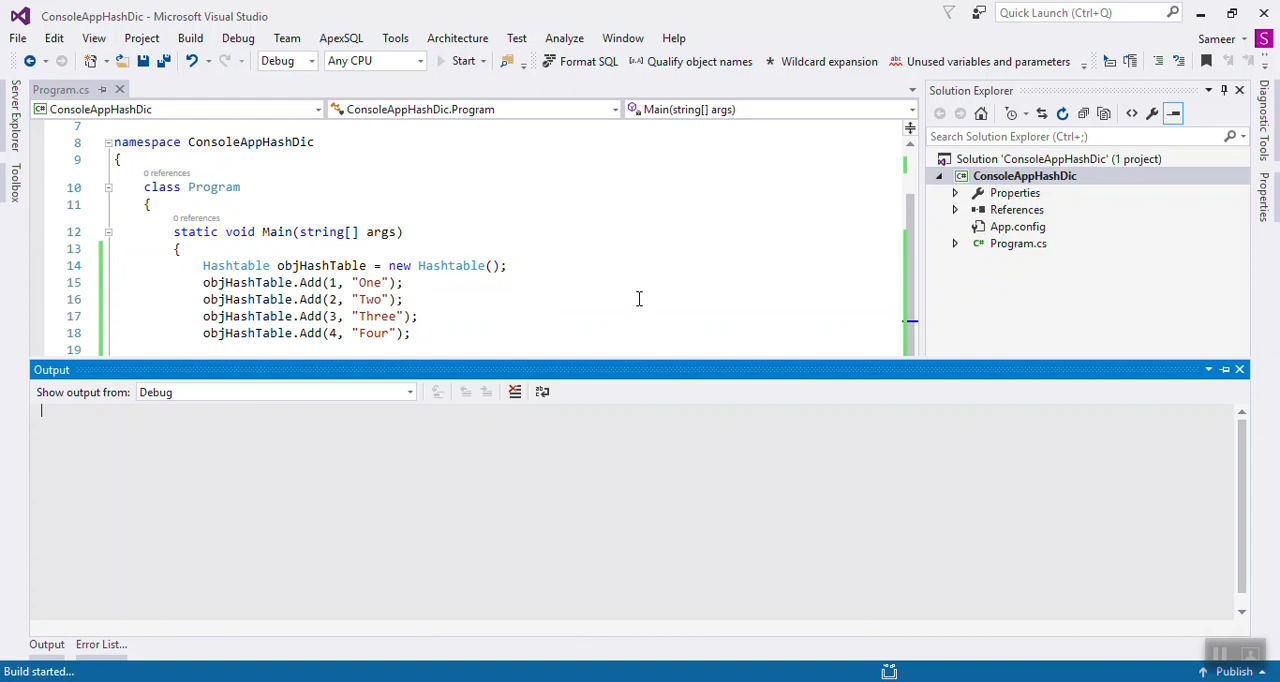 ConsoleAppHashDic - Microsoft Visual Studio
Quick Launch (Ctrl+Q)
File Edit View Project Build Debug Team ApexSQL Tools Test Architecture Analyze Window Help
Sameer S
Debug Any CPU Start Format SQL Qualify object names Wildcard expansion Unused variables and parameters
Server Explorer
Toolbox
Program.cs
ConsoleAppHashDic ConsoleAppHashDic.Program Main(string[] args)
7
8 namespace ConsoleAppHashDic
9 {
0 references
10 class Program
11 {
0 references
12 static void Main(string[] args)
13 {
14 Hashtable objHashTable = new Hashtable();
15 objHashTable.Add(1, "One");
16 objHashTable.Add(2, "Two");
17 objHashTable.Add(3, "Three");
18 objHashTable.Add(4, "Four");
19
Solution Explorer
Search Solution Explorer (Ctrl+;)
Solution 'ConsoleAppHashDic' (1 project)
ConsoleAppHashDic
Properties
References
App.config
Program.cs
Diagnostic Tools
Properties
Output
Show output from: Debug
Output Error List...
Build started...
Publish